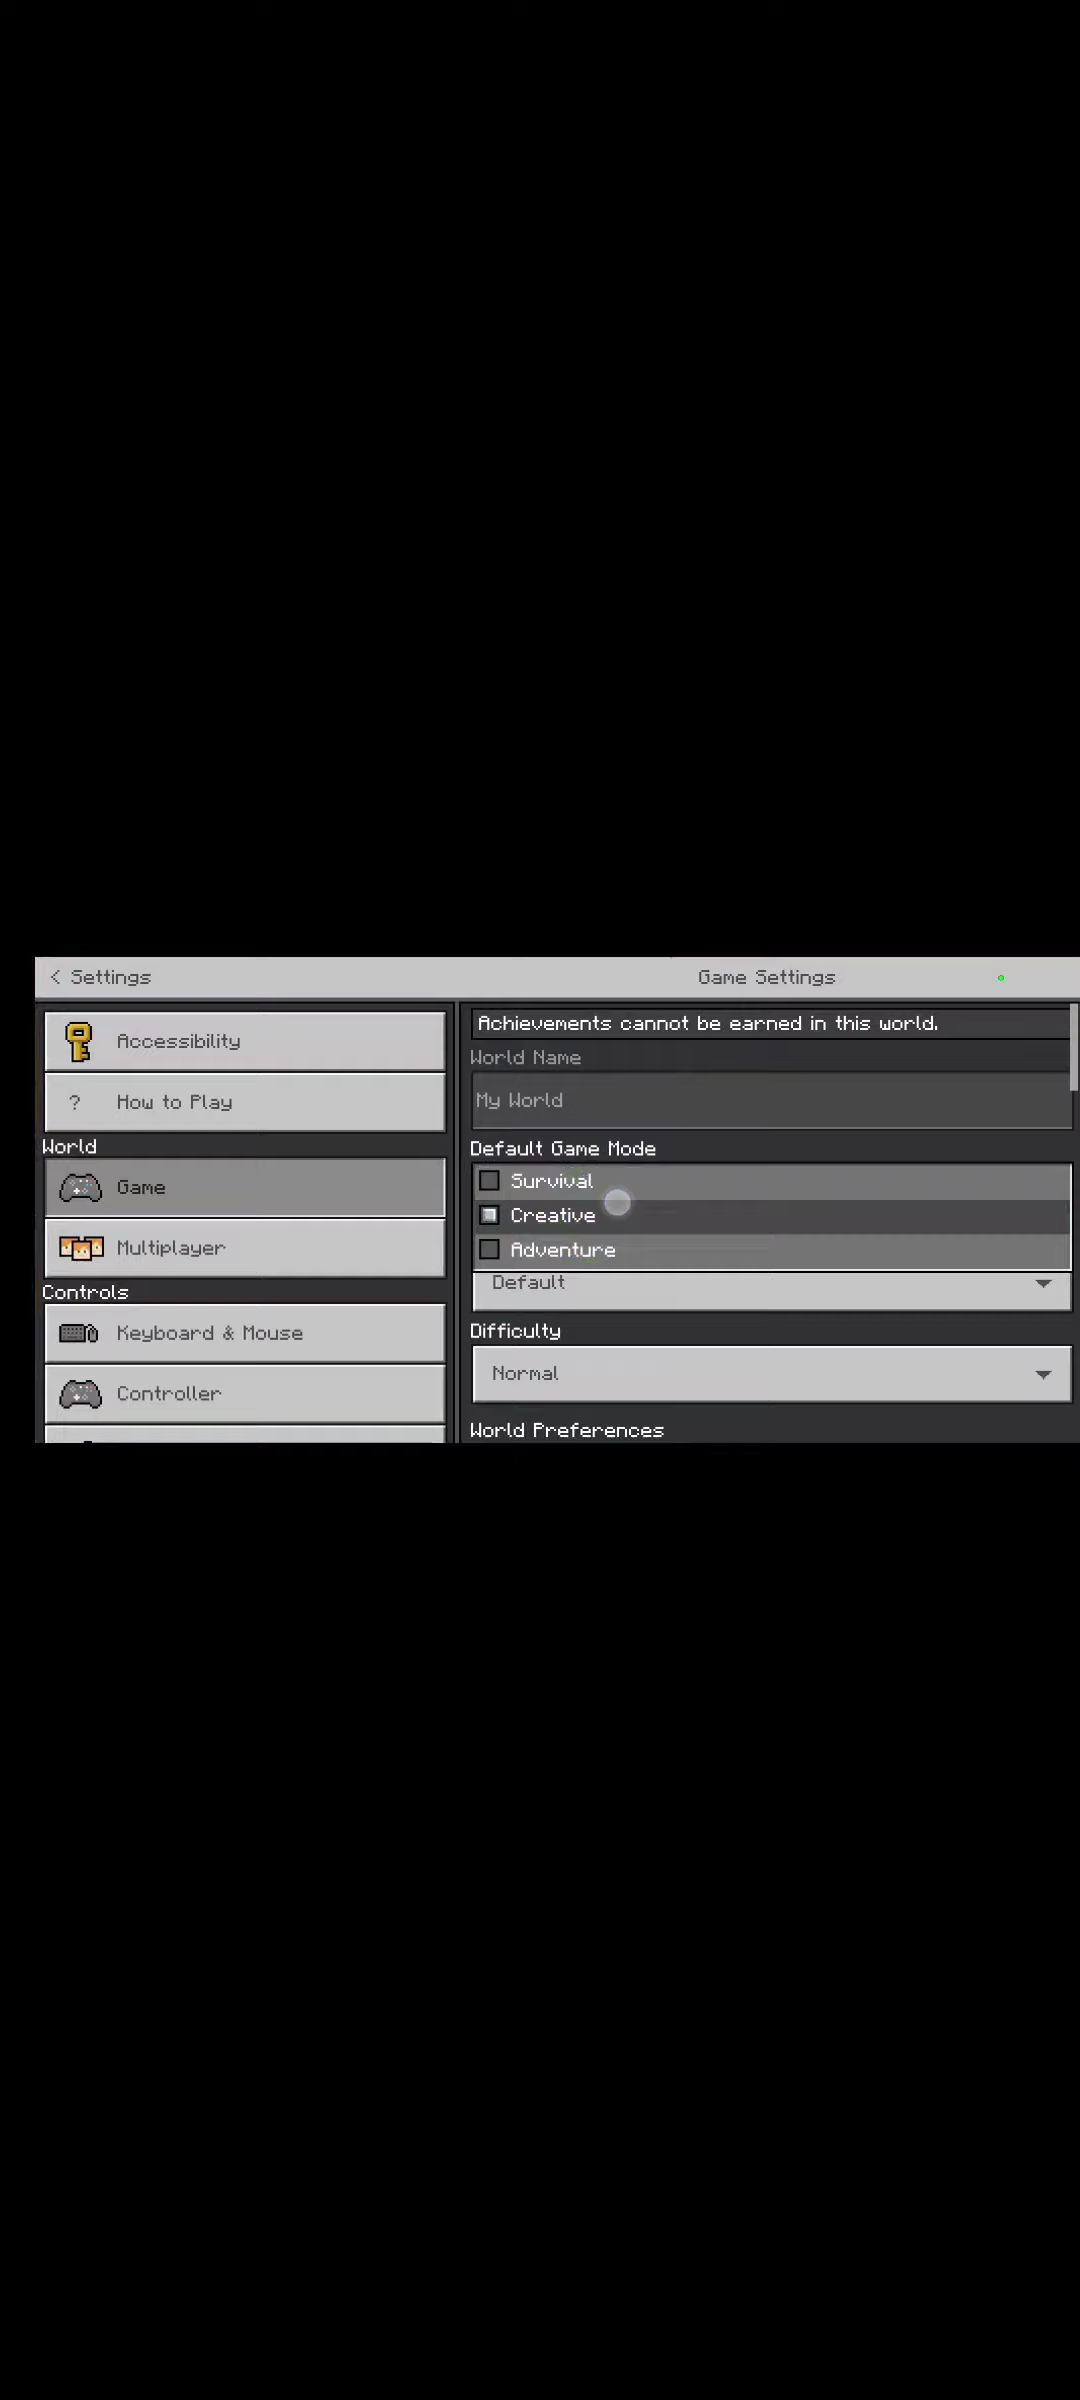 < Settings
Game Settings
Accessibility
? How to Play
World
Game
Multiplayer
Controls
Keyboard & Mouse
Controller
Achievements cannot be earned in this world.
World Name
My World
Default Game Mode
Survival
Creative
Adventure
Default
Difficulty
Normal
World Preferences